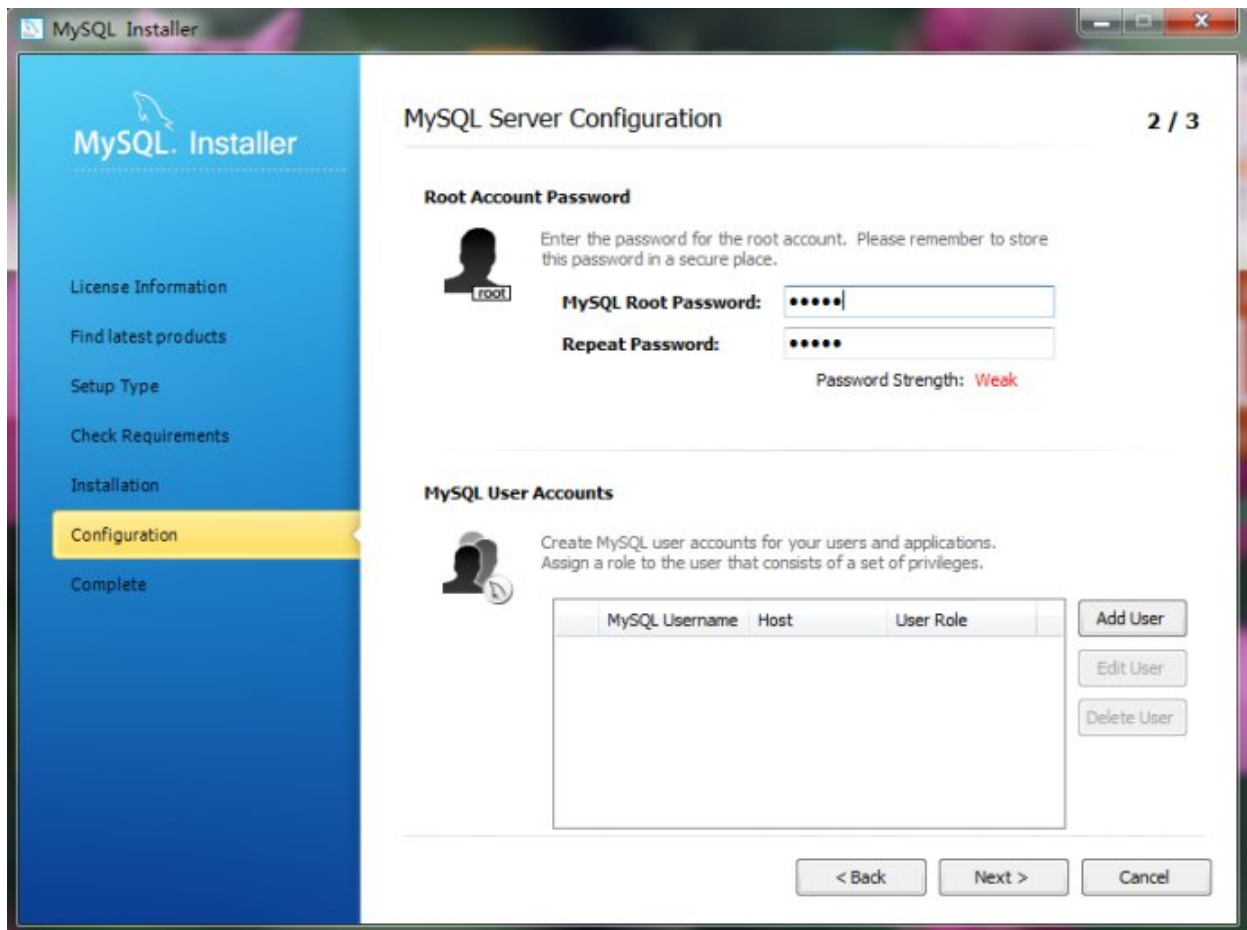 MySQL Installer
MySQL. Installer
License Information
Find latest products
Setup Type
Check Requirements
Installation
Configuration
Complete
MySQL Server Configuration
2 / 3
Root Account Password
Enter the password for the root account. Please remember to store
this password in a secure place.
root
MySQL Root Password: •••••
Repeat Password: •••••
Password Strength: Weak
MySQL User Accounts
Create MySQL user accounts for your users and applications.
Assign a role to the user that consists of a set of privileges.
MySQL Username Host User Role
Add User
Edit User
Delete User
< Back Next > Cancel